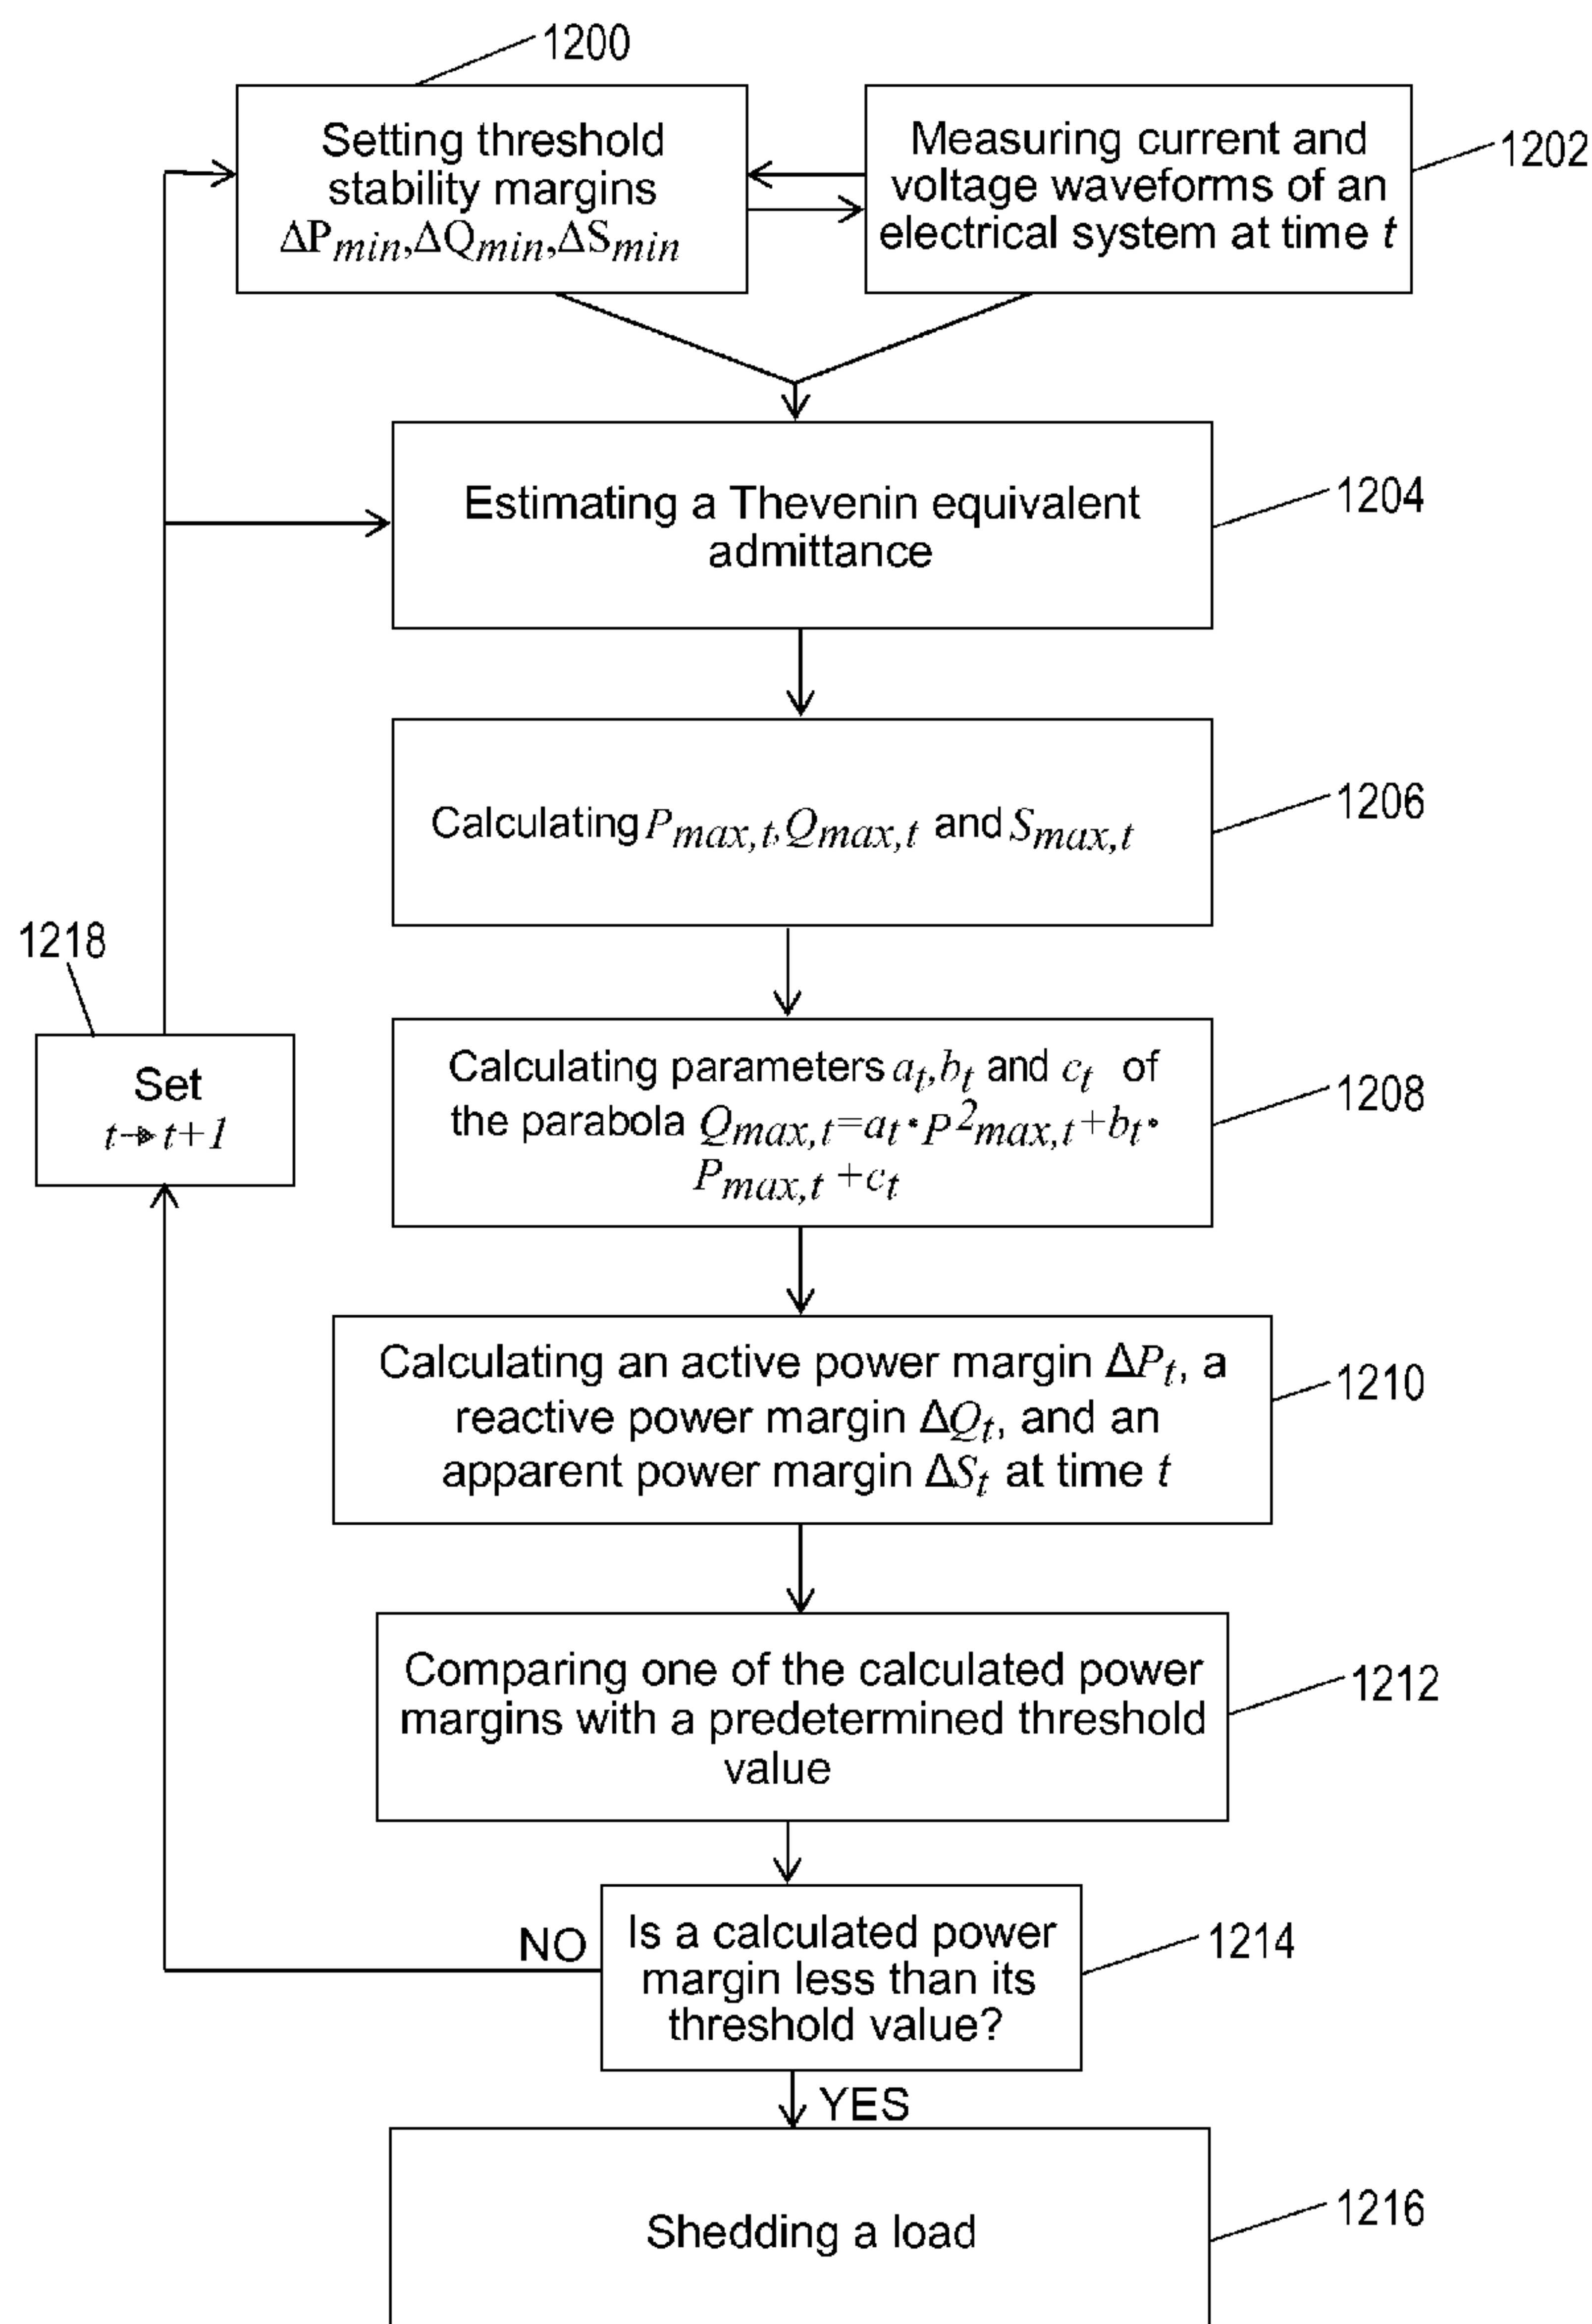 1200
Setting threshold
stability margins
ΔPmin,ΔQmin,ΔSmin
Measuring current and
voltage waveforms of an
electrical system at time t
1202
Estimating a Thevenin equivalent
admittance
1204
Calculating Pmax,t, Qmax,t and Smax,t
1206
1218
Set
t→t+1
Calculating parameters at,bt and ct of
the parabola Qmax,t=at•P²max,t+bt•
Pmax,t+ct
1208
Calculating an active power margin ΔPt, a
reactive power margin ΔQt, and an
apparent power margin ΔSt at time t
1210
Comparing one of the calculated power
margins with a predetermined threshold
value
1212
NO
Is a calculated power
margin less than its
threshold value?
1214
YES
Shedding a load
1216